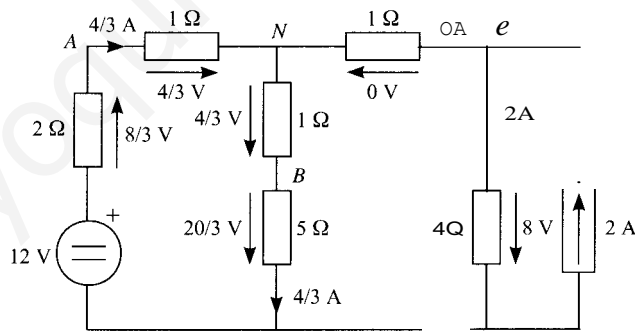 4/3 A
1 Ω
N
1 Ω
OA
e
A
4/3 V
0 V
2 Ω
8/3 V
4/3 V
1 Ω
2A
B
12 V
+
20/3 V
5 Ω
4Q
8 V
2 A
4/3 A